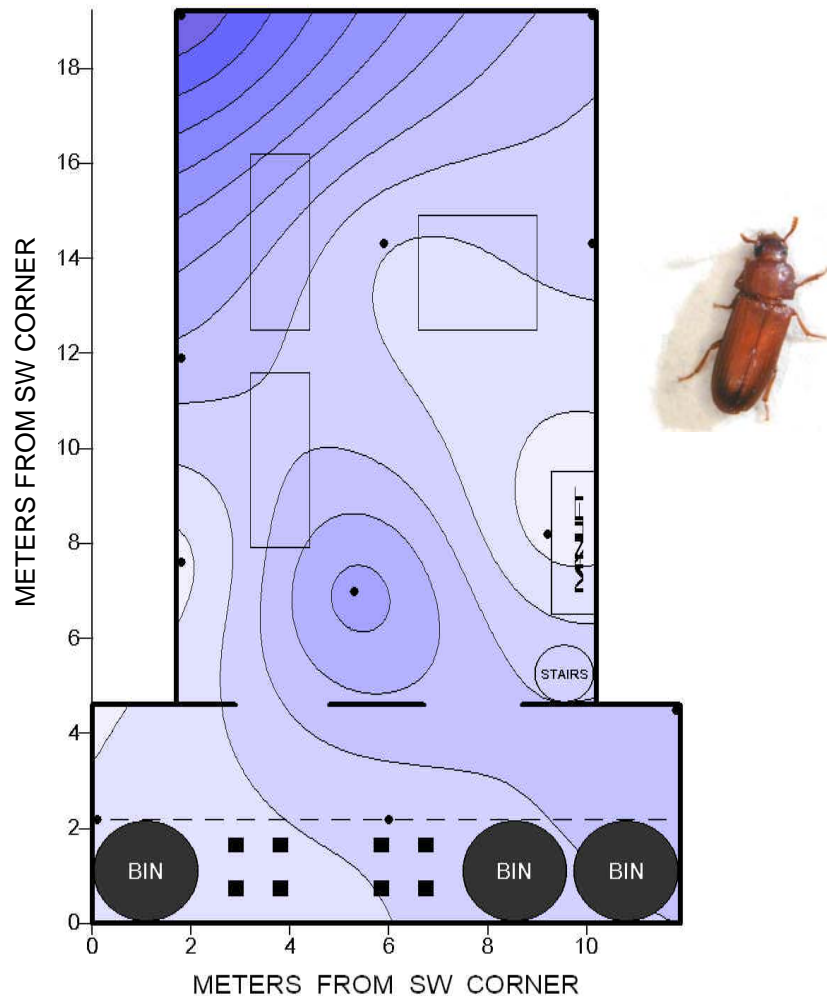 18
16
14
12
10
8
6
4
2
0
METERS FROM SW CORNER
MANLIFT
STAIRS
BIN
BIN
BIN
0 2 4 6 8 10
METERS FROM SW CORNER